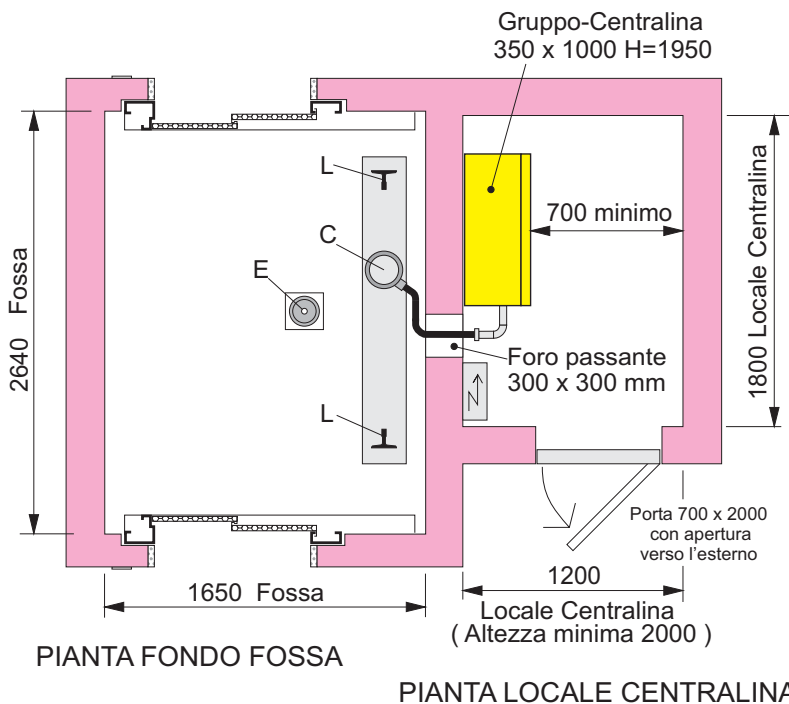 Gruppo-Centralina
350 x 1000 H=1950
L
C
E
L
700 minimo
2640 Fossa
1800 Locale Centralina
Foro passante
300 x 300 mm
Porta 700 x 2000
con apertura
verso l'esterno
1650 Fossa
1200
Locale Centralina
( Altezza minima 2000 )
PIANTA FONDO FOSSA
PIANTA LOCALE CENTRALINA